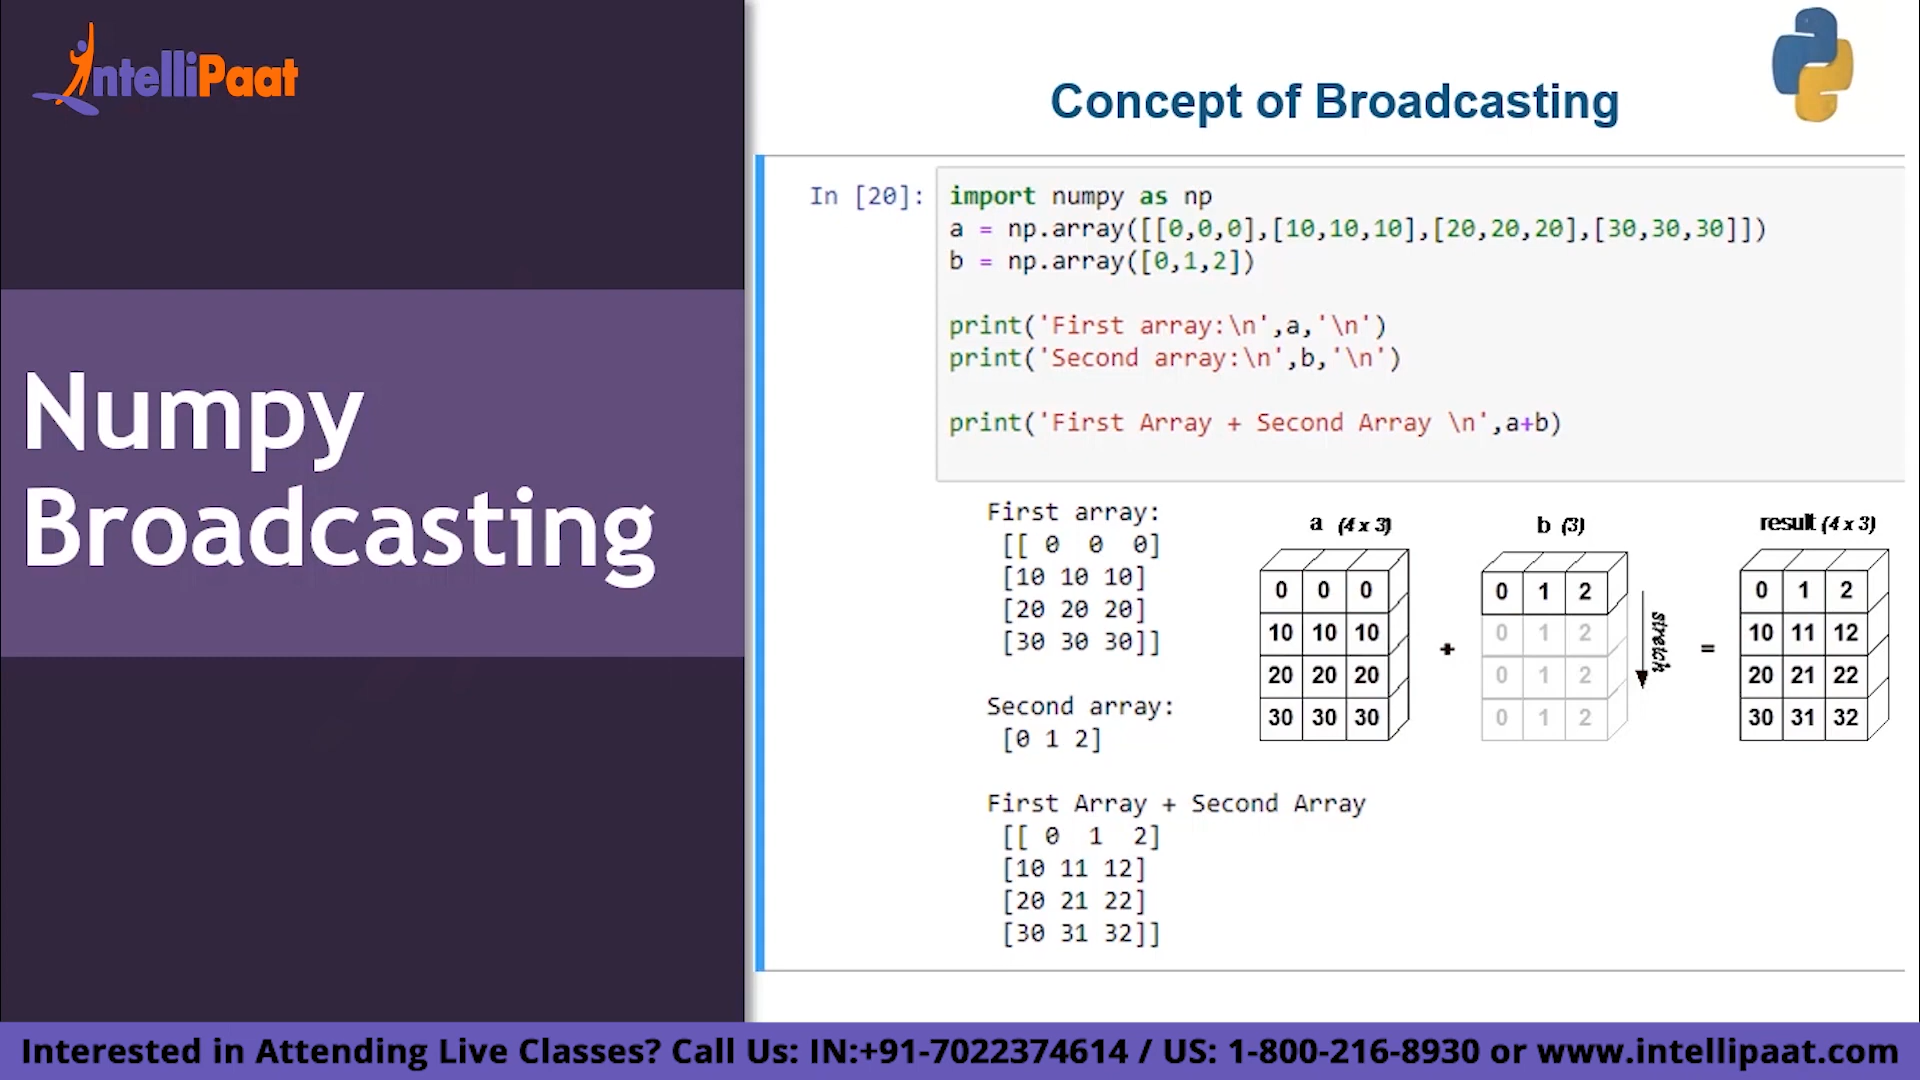 IntelliPaat
Numpy
Broadcasting
Concept of Broadcasting
In [20]:
import numpy as np
a = np.array([[0,0,0],[10,10,10],[20,20,20],[30,30,30]])
b = np.array([0,1,2])
print('First array:\n',a,'\n')
print('Second array:\n',b,'\n')
print('First Array + Second Array \n',a+b)
First array:
[[ 0 0 0]
[10 10 10]
[20 20 20]
[30 30 30]]
Second array:
[0 1 2]
First Array + Second Array
[[ 0 1 2]
[10 11 12]
[20 21 22]
[30 31 32]]
a (4 x 3)
0 0 0
10 10 10
20 20 20
30 30 30
+
b (3)
0 1 2
0 1 2
0 1 2
0 1 2
stretch
=
result (4 x 3)
0 1 2
10 11 12
20 21 22
30 31 32
Interested in Attending Live Classes? Call Us: IN:+91-7022374614 / US: 1-800-216-8930 or www.intellipaat.com